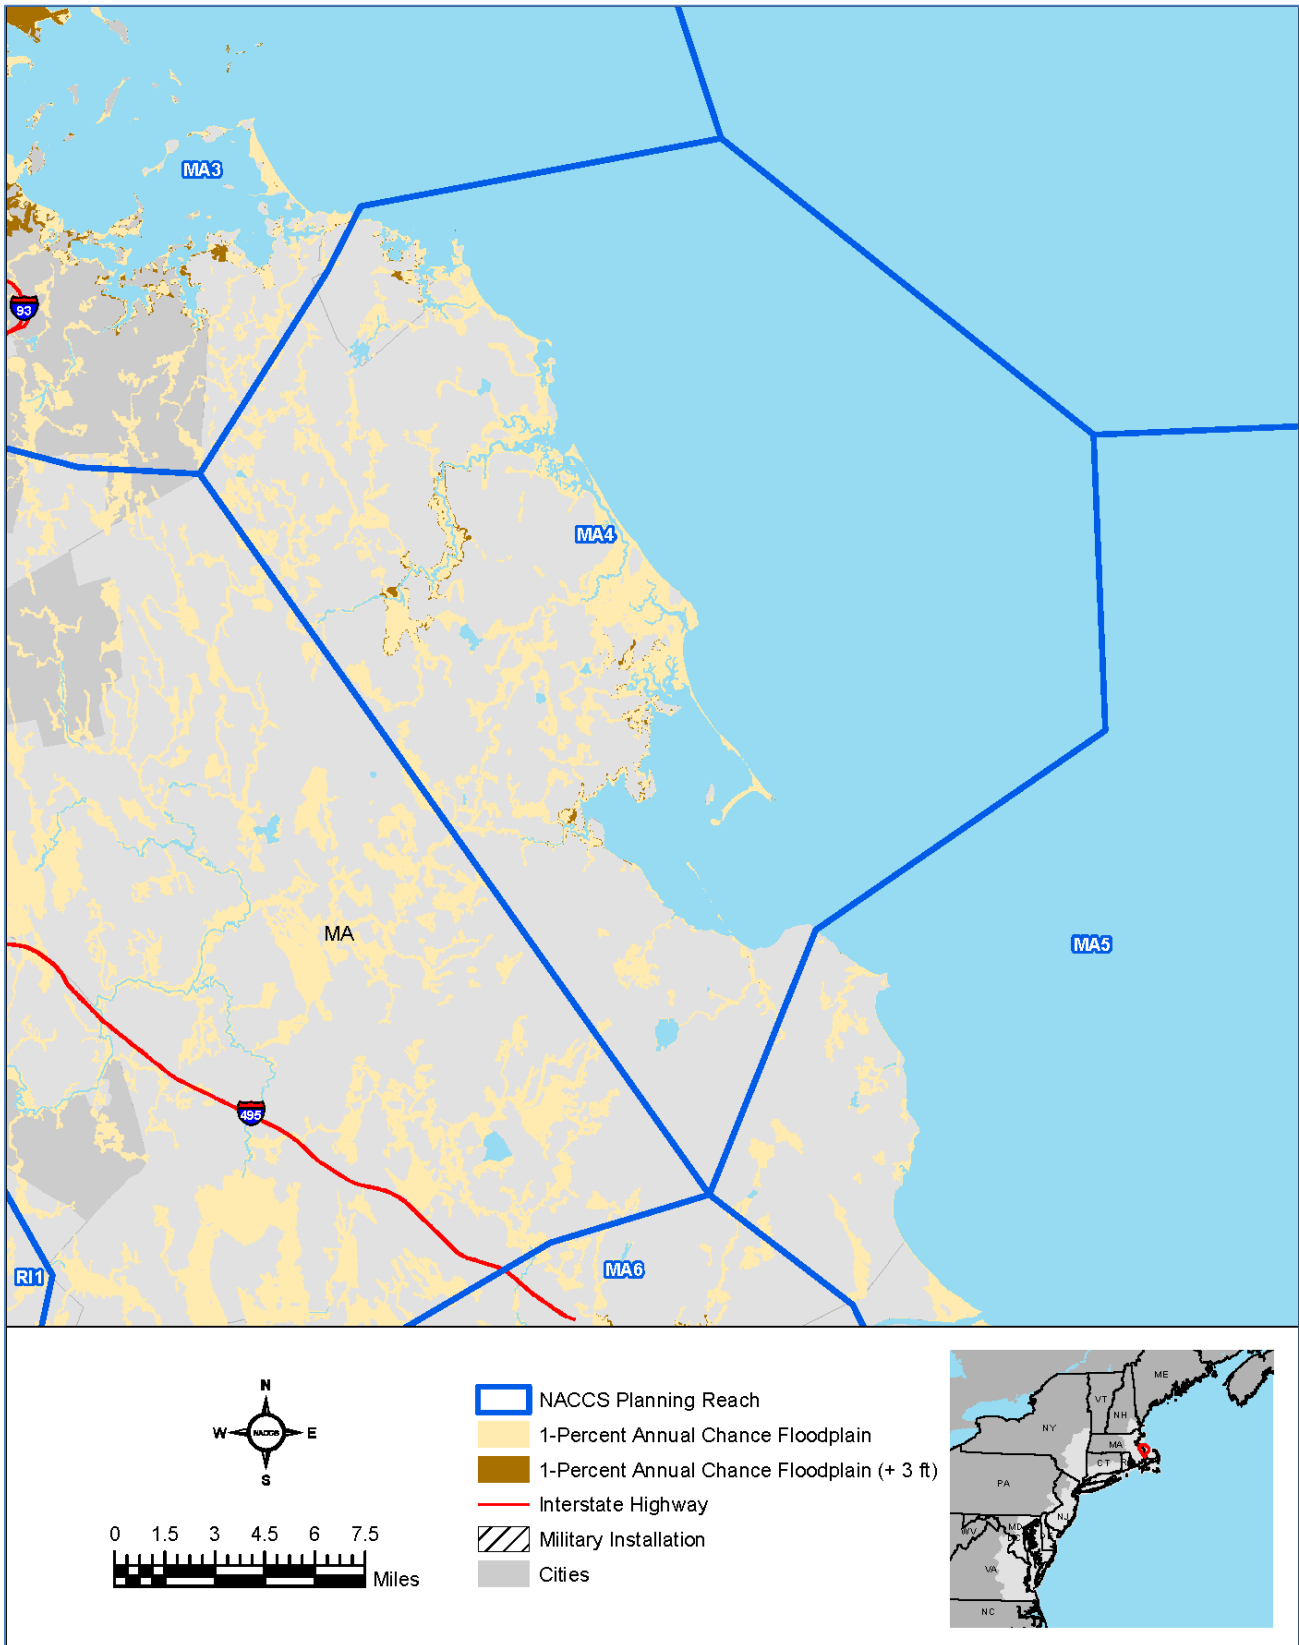 MA3
93
MA4
MA5
MA
495
MA6
RI1
N
W NACCS E
S
0 1.5 3 4.5 6 7.5
Miles
NACCS Planning Reach
1-Percent Annual Chance Floodplain
1-Percent Annual Chance Floodplain (+ 3 ft)
Interstate Highway
Military Installation
Cities
ME
VT
NH
NY
MA
CT
PA
NJ
MD
WV
VA
NC